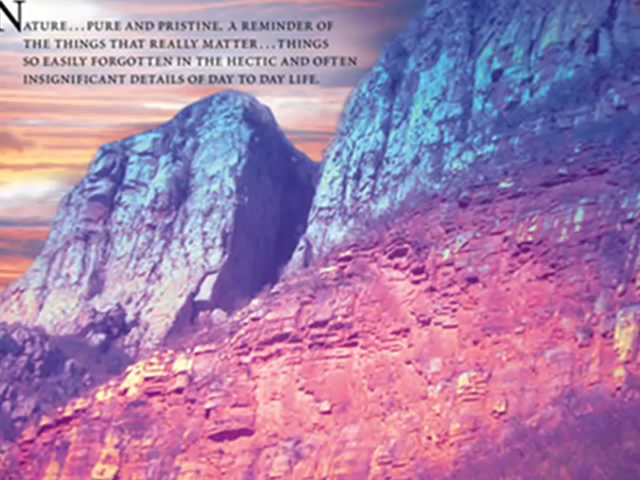 NATURE...PURE AND PRISTINE. A REMINDER OF
THE THINGS THAT REALLY MATTER...THINGS
SO EASILY FORGOTTEN IN THE HECTIC AND OFTEN
INSIGNIFICANT DETAILS OF DAY TO DAY LIFE.